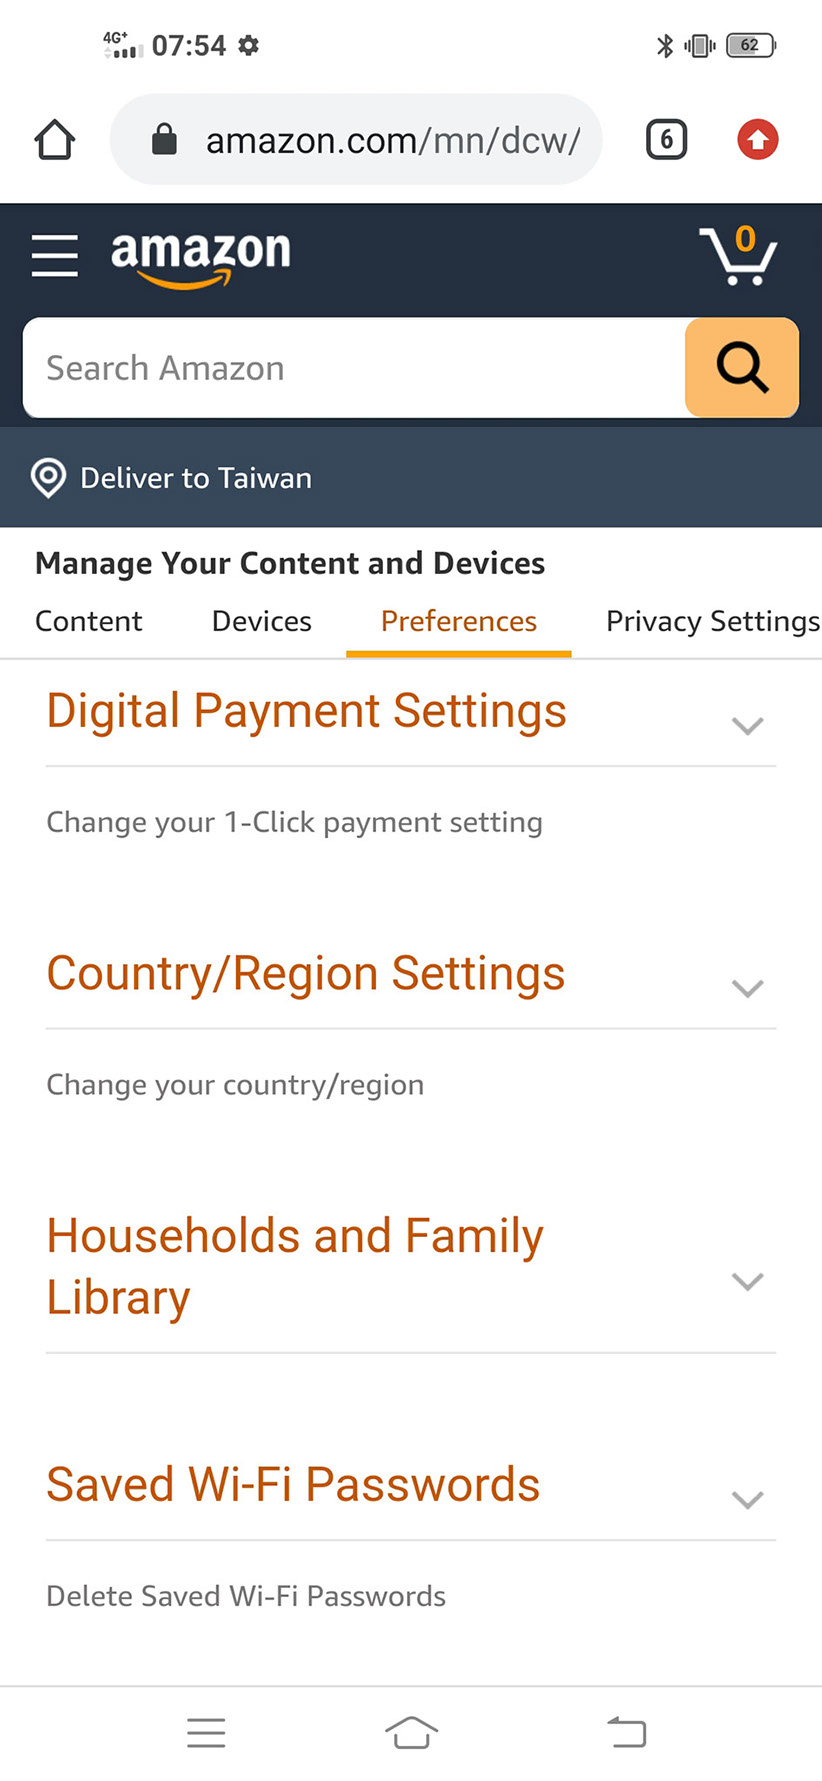 4G+ 07:54 62
amazon.com/mn/dcw/ 6
amazon 0
Search Amazon
Deliver to Taiwan
Manage Your Content and Devices
Content Devices Preferences Privacy Settings
Digital Payment Settings
Change your 1-Click payment setting
Country/Region Settings
Change your country/region
Households and Family
Library
Saved Wi-Fi Passwords
Delete Saved Wi-Fi Passwords